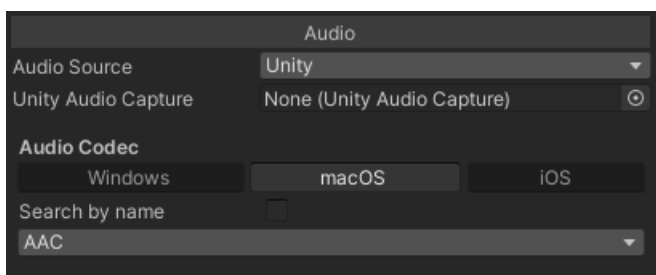 Audio
Audio Source Unity
Unity Audio Capture None (Unity Audio Capture)
Audio Codec
Windows macOS iOS
Search by name
AAC